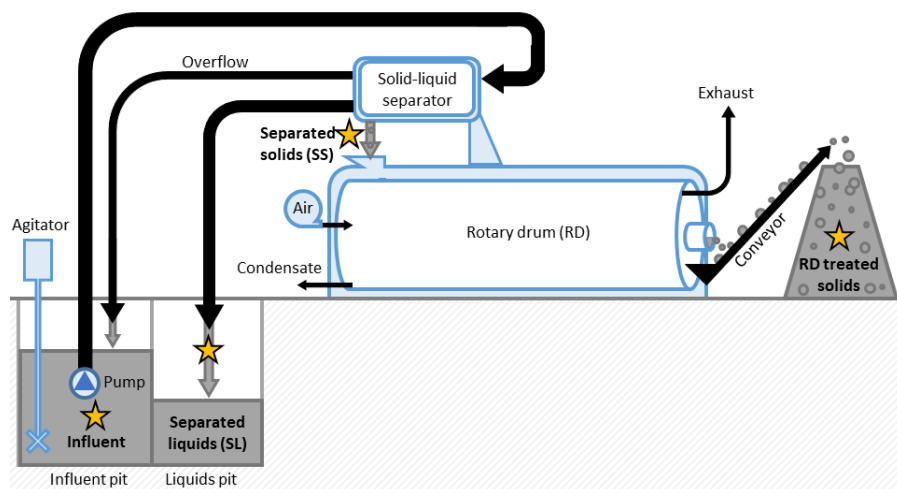 Overflow
Solid-liquid
separator
Exhaust
Separated
solids (SS)
Agitator
Air
Rotary drum (RD)
Conveyor
Condensate
RD treated
solids
Pump
Influent
Separated
liquids (SL)
Influent pit
Liquids pit